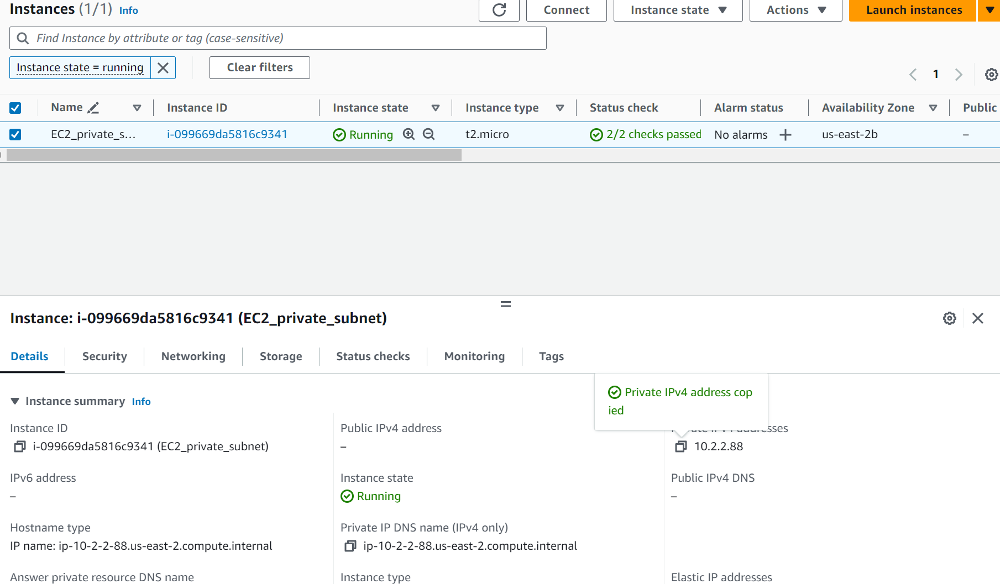 Instances (1/1) Info
Connect
Instance state
Actions
Launch instances
Find Instance by attribute or tag (case-sensitive)
Instance state = running
Clear filters
1
Name Instance ID Instance state Instance type Status check Alarm status Availability Zone Public
EC2_private_s... i-099669da5816c9341 Running t2.micro 2/2 checks passed No alarms + us-east-2b –
Instance: i-099669da5816c9341 (EC2_private_subnet)
Details Security Networking Storage Status checks Monitoring Tags
Private IPv4 address cop
ied
Instance summary Info
Instance ID
i-099669da5816c9341 (EC2_private_subnet)
Public IPv4 address
–
10.2.2.88
IPv6 address
–
Instance state
Running
Public IPv4 DNS
–
Hostname type
IP name: ip-10-2-2-88.us-east-2.compute.internal
Private IP DNS name (IPv4 only)
ip-10-2-2-88.us-east-2.compute.internal
Answer private resource DNS name
Instance type
Elastic IP addresses